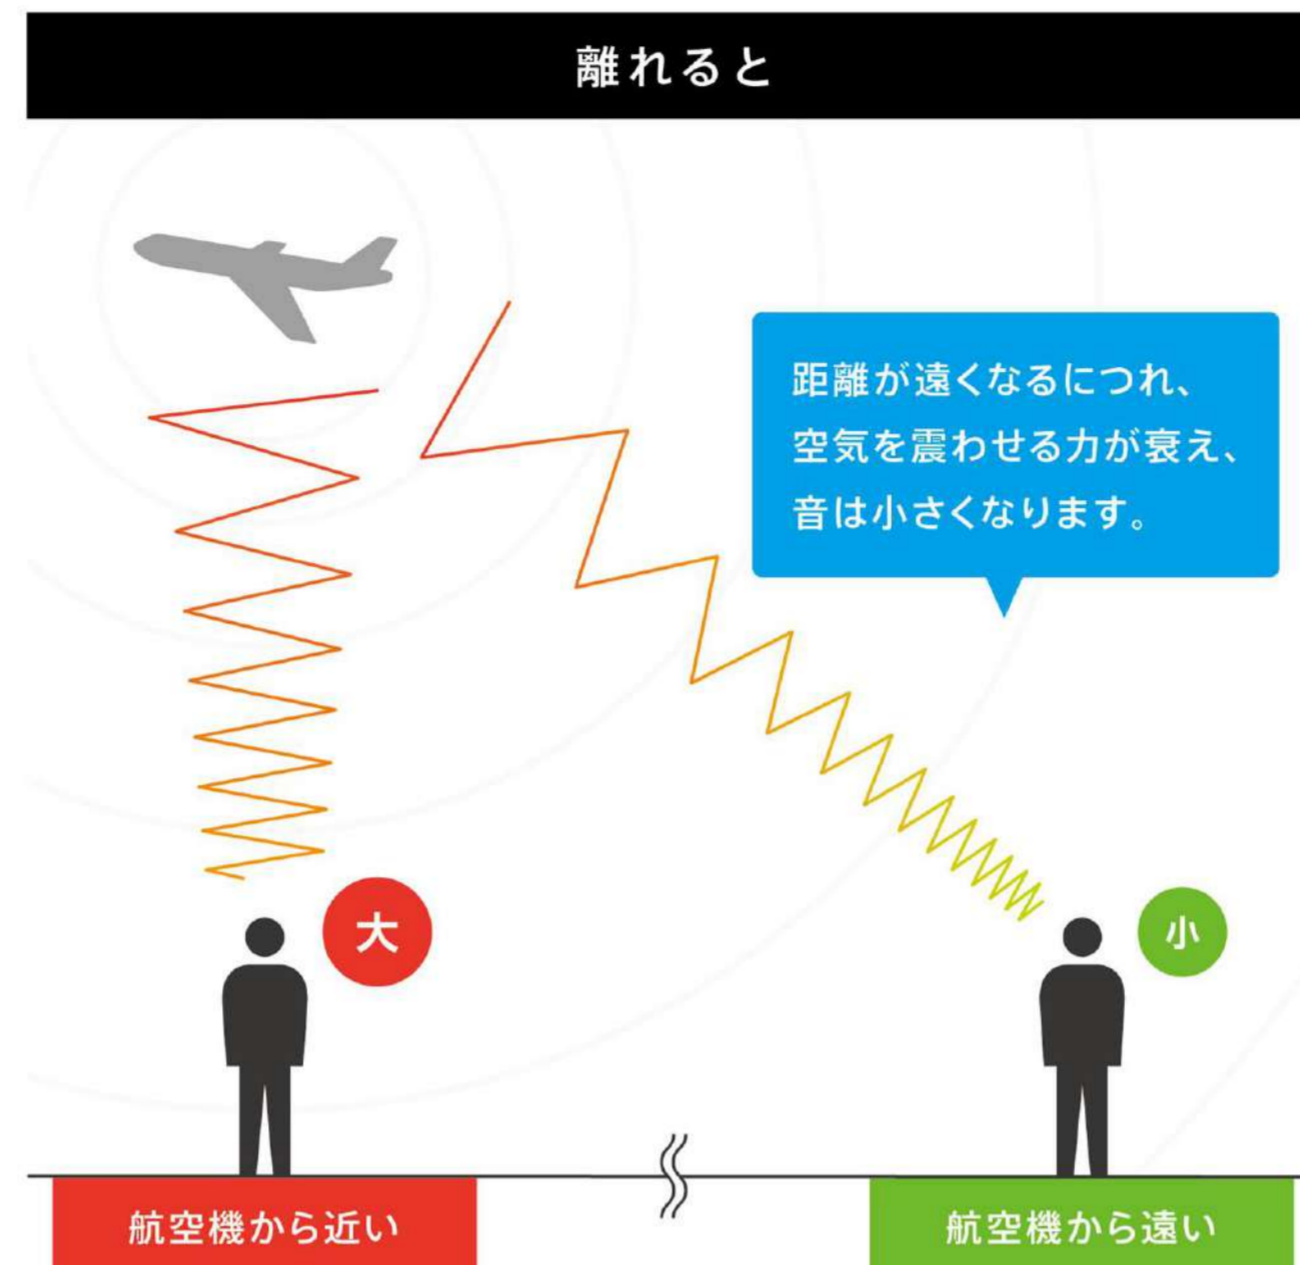 離れると
距離が遠くなるにつれ、
空気を震わせる力が衰え、
音は小さくなります。
大
小
航空機から近い
航空機から遠い